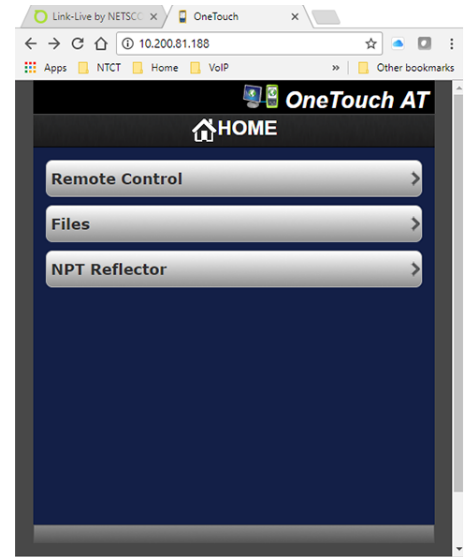 Link-Live by NETSCO
OneTouch
10.200.81.188
Apps NTCT Home VoIP » Other bookmarks
OneTouch AT
HOME
Remote Control
Files
NPT Reflector